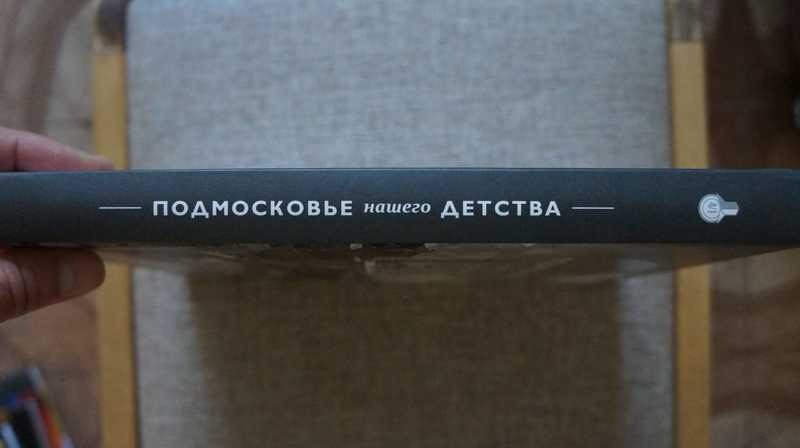 ПОДМОСКОВЬЕ нашего ДЕТСТВА